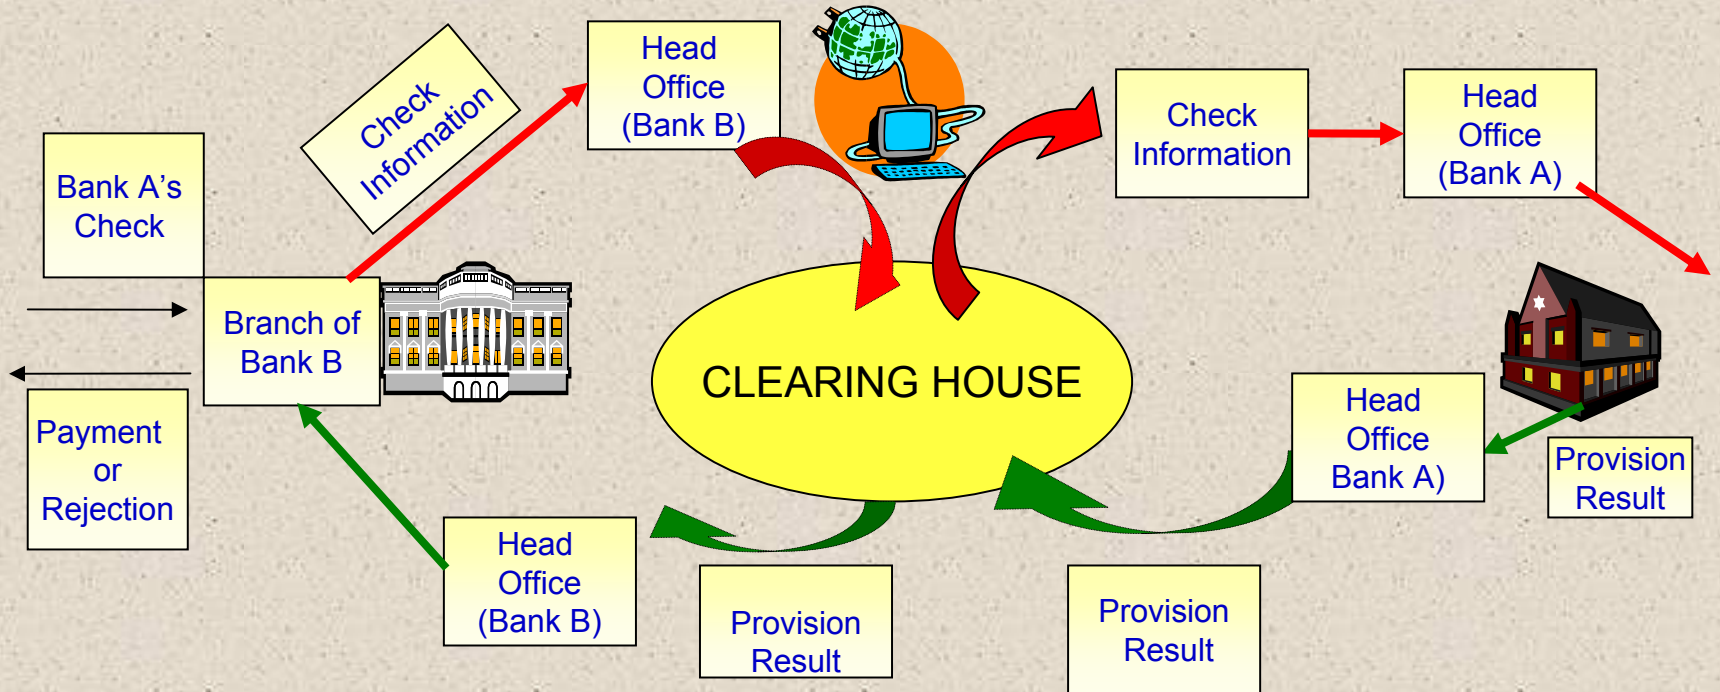 Bank A’s
Check
Branch of
Bank B
Payment
or
Rejection
Check
Information
Head
Office
(Bank B)
CLEARING HOUSE
Check
Information
Head
Office
(Bank A)
Provision
Result
Head
Office
Bank A)
Provision
Result
Provision
Result
Head
Office
(Bank B)